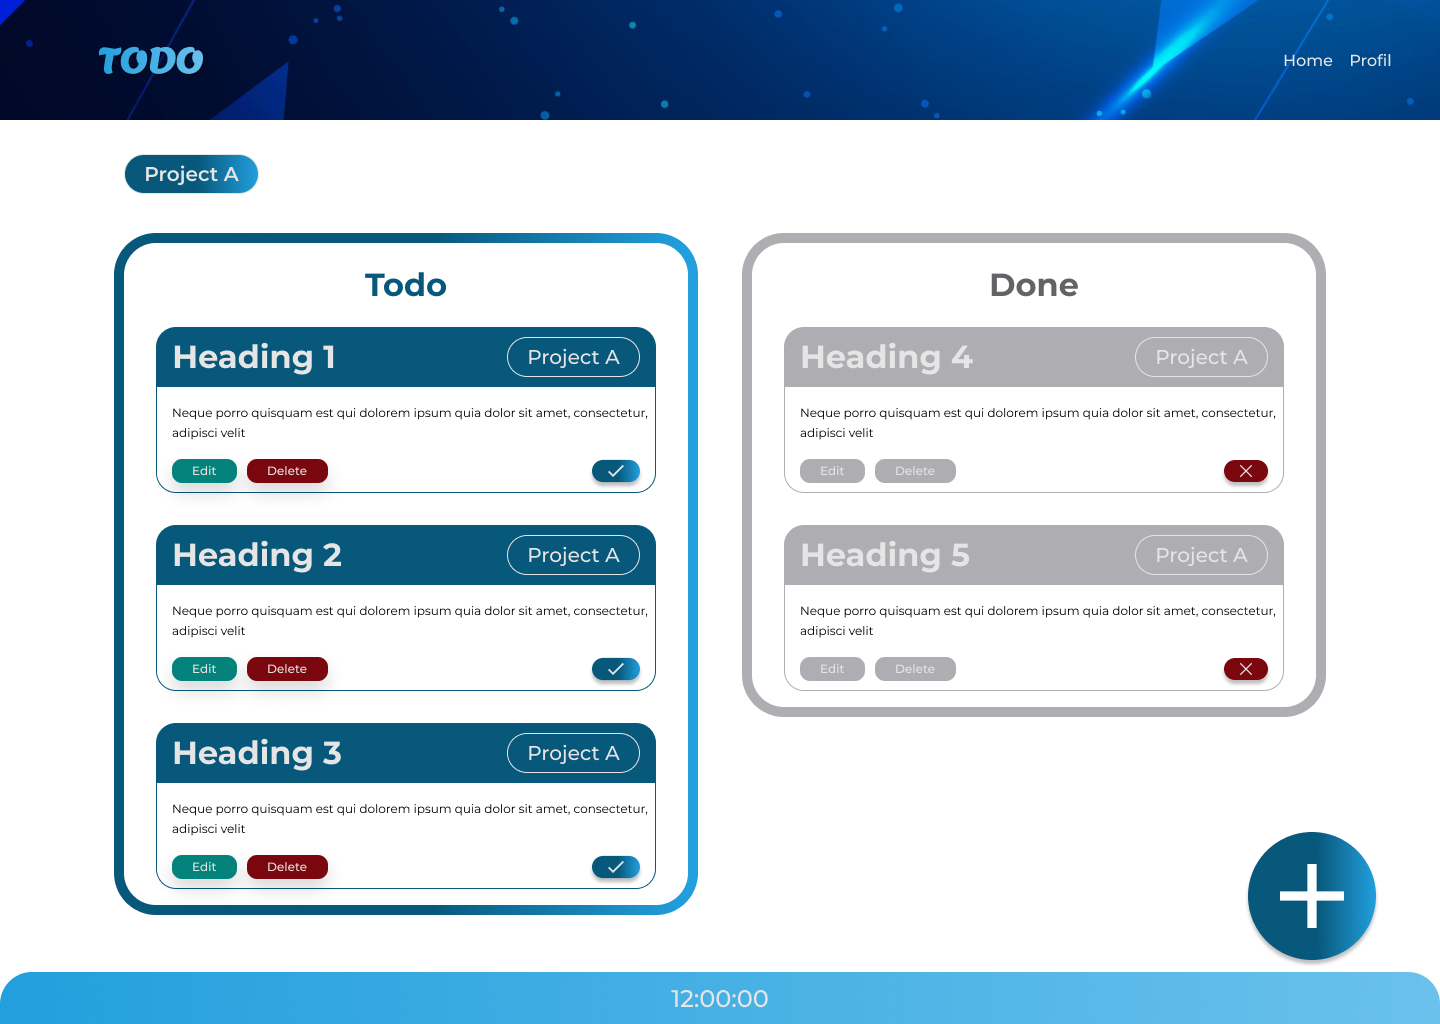 TODO
Home Profil
Project A
Todo
Heading 1 Project A
Neque porro quisquam est qui dolorem ipsum quia dolor sit amet, consectetur,
adipisci velit
Edit Delete
Heading 2 Project A
Neque porro quisquam est qui dolorem ipsum quia dolor sit amet, consectetur,
adipisci velit
Edit Delete
Heading 3 Project A
Neque porro quisquam est qui dolorem ipsum quia dolor sit amet, consectetur,
adipisci velit
Edit Delete
Done
Heading 4 Project A
Neque porro quisquam est qui dolorem ipsum quia dolor sit amet, consectetur,
adipisci velit
Edit Delete
Heading 5 Project A
Neque porro quisquam est qui dolorem ipsum quia dolor sit amet, consectetur,
adipisci velit
Edit Delete
12:00:00